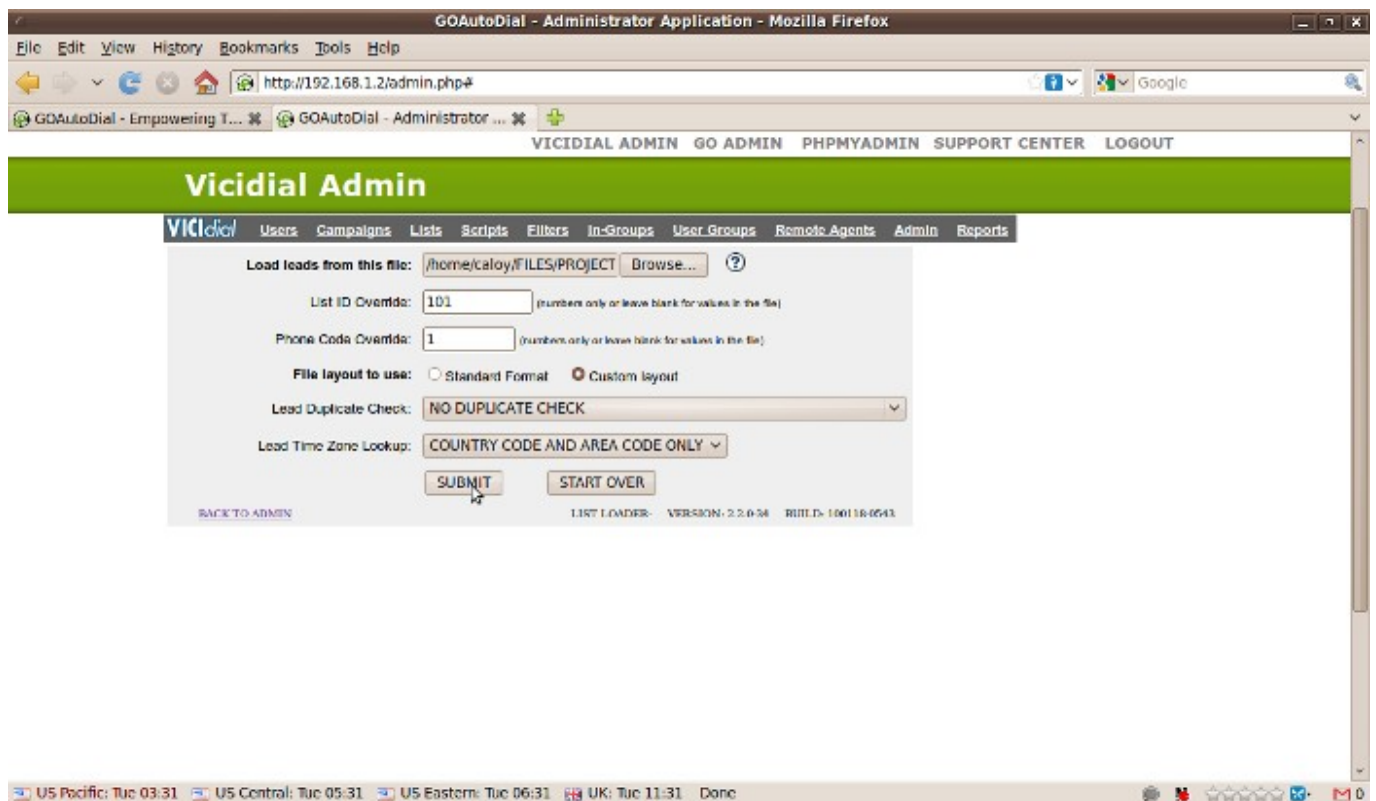 GOAutoDial - Administrator Application - Mozilla Firefox
File Edit View History Bookmarks Tools Help
http://192.168.1.2/admin.php#
Google
GOAutoDial - Empowering T...
GOAutoDial - Administrator ...
VICIDIAL ADMIN GO ADMIN PHPMYADMIN SUPPORT CENTER LOGOUT
Vicidial Admin
VICIdial Users Campaigns Lists Scripts Filters In-Groups User Groups Remote Agents Admin Reports
Load leads from this file: /home/caloy/FILES/PROJECT Browse... ?
List ID Override: 101 (numbers only or leave blank for values in the file)
Phone Code Override: 1 (numbers only or leave blank for values in the file)
File layout to use: Standard Format Custom layout
Lead Duplicate Check: NO DUPLICATE CHECK
Lead Time Zone Lookup: COUNTRY CODE AND AREA CODE ONLY
SUBMIT START OVER
BACK TO ADMIN LIST LOADER- VERSION: 2.2.0-34 BUILD: 100118-0543
US Pacific: Tue 03:31 US Central: Tue 05:31 US Eastern: Tue 06:31 UK: Tue 11:31 Done 0